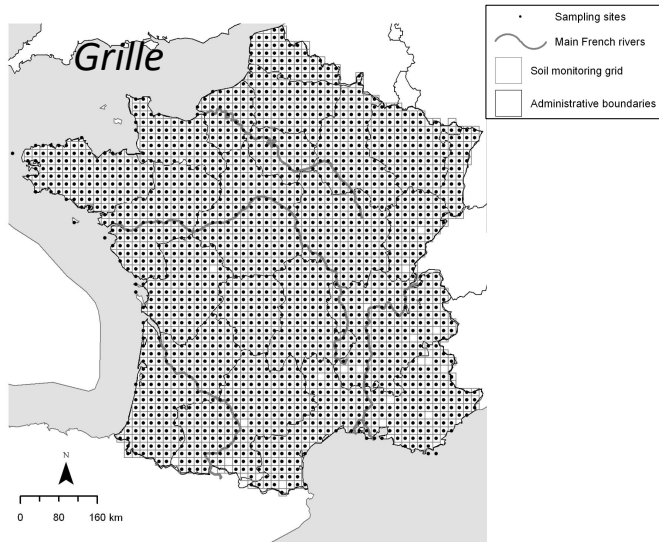 Grille
Sampling sites
Main French rivers
Soil monitoring grid
Administrative boundaries
N
0 80 160 km